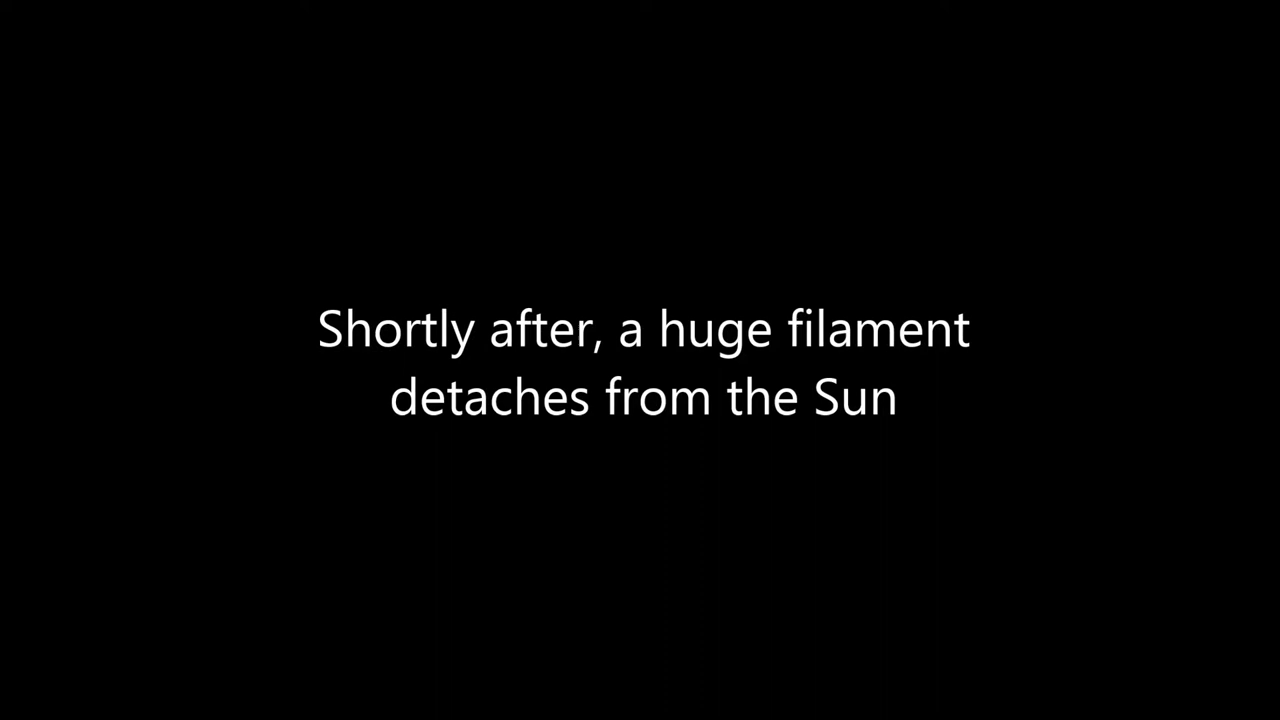 Shortly after, a huge filament
detaches from the Sun